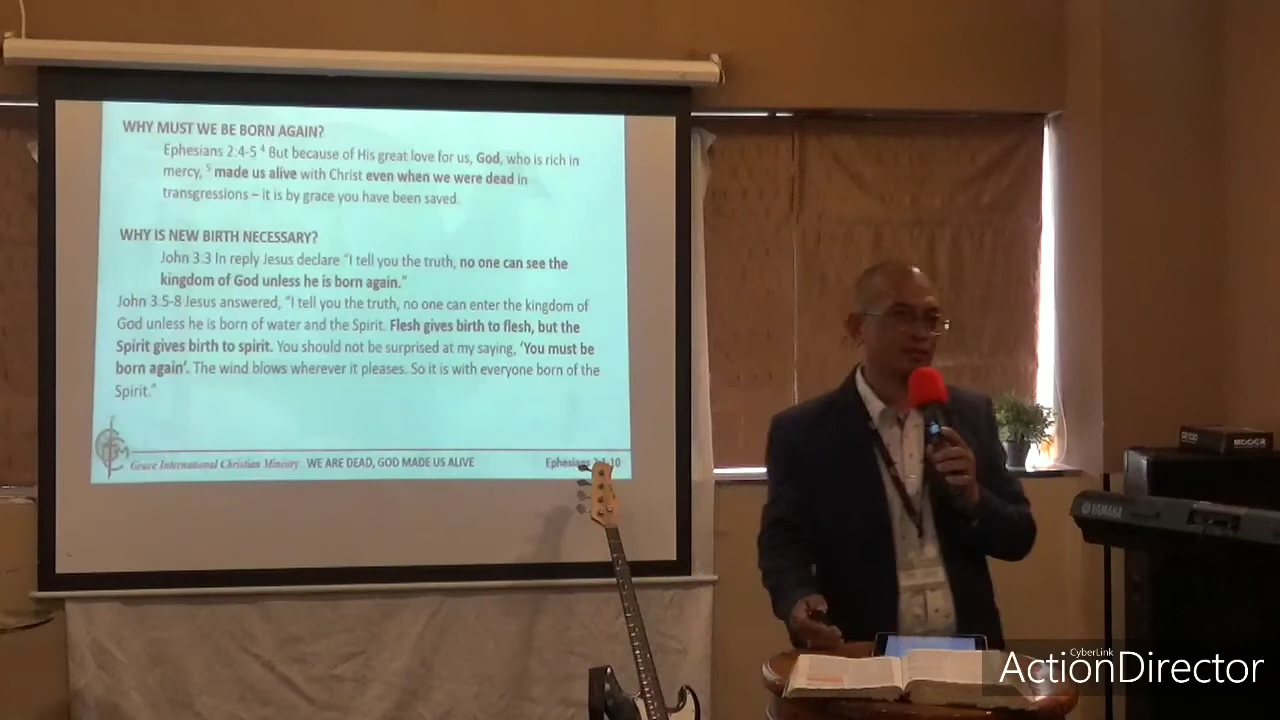 WHY MUST WE BE BORN AGAIN?
Ephesians 2:4-5 ⁴ But because of His great love for us, God, who is rich in
mercy, ⁵ made us alive with Christ even when we were dead in
transgressions – it is by grace you have been saved.
WHY IS NEW BIRTH NECESSARY?
John 3.3 In reply Jesus declare “I tell you the truth, no one can see the
kingdom of God unless he is born again.”
John 3.5-8 Jesus answered, “I tell you the truth, no one can enter the kingdom of
God unless he is born of water and the Spirit. Flesh gives birth to flesh, but the
Spirit gives birth to spirit. You should not be surprised at my saying, ‘You must be
born again’. The wind blows wherever it pleases. So it is with everyone born of the
Spirit.”
Grace International Christian Ministry WE ARE DEAD, GOD MADE US ALIVE Ephesians 2:1-10
MOOER
YAMAHA
CyberLink
ActionDirector